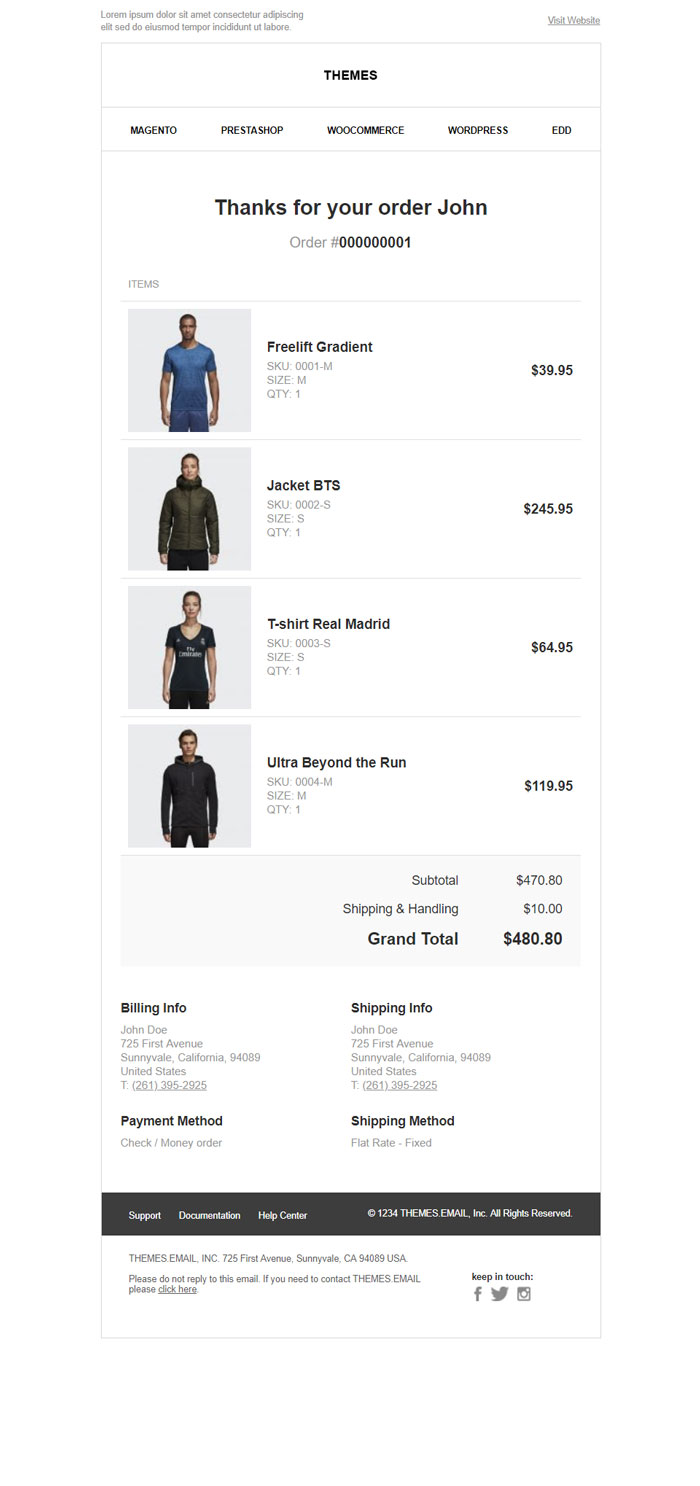 Lorem ipsum dolor sit amet consectetur adipiscing
elit sed do eiusmod tempor incididunt ut labore.
Visit Website
THEMES
MAGENTO PRESTASHOP WOOCOMMERCE WORDPRESS EDD
Thanks for your order John
Order #000000001
ITEMS
Freelift Gradient
SKU: 0001-M
SIZE: M
QTY: 1
$39.95
Jacket BTS
SKU: 0002-S
SIZE: S
QTY: 1
$245.95
Fly
Emirates
T-shirt Real Madrid
SKU: 0003-S
SIZE: S
QTY: 1
$64.95
Ultra Beyond the Run
SKU: 0004-M
SIZE: M
QTY: 1
$119.95
Subtotal $470.80
Shipping & Handling $10.00
Grand Total $480.80
Billing Info
John Doe
725 First Avenue
Sunnyvale, California, 94089
United States
T: (261) 395-2925
Shipping Info
John Doe
725 First Avenue
Sunnyvale, California, 94089
United States
T: (261) 395-2925
Payment Method
Check / Money order
Shipping Method
Flat Rate - Fixed
Support Documentation Help Center © 1234 THEMES.EMAIL, Inc. All Rights Reserved.
THEMES.EMAIL, INC. 725 First Avenue, Sunnyvale, CA 94089 USA.
Please do not reply to this email. If you need to contact THEMES.EMAIL
please click here.
keep in touch: